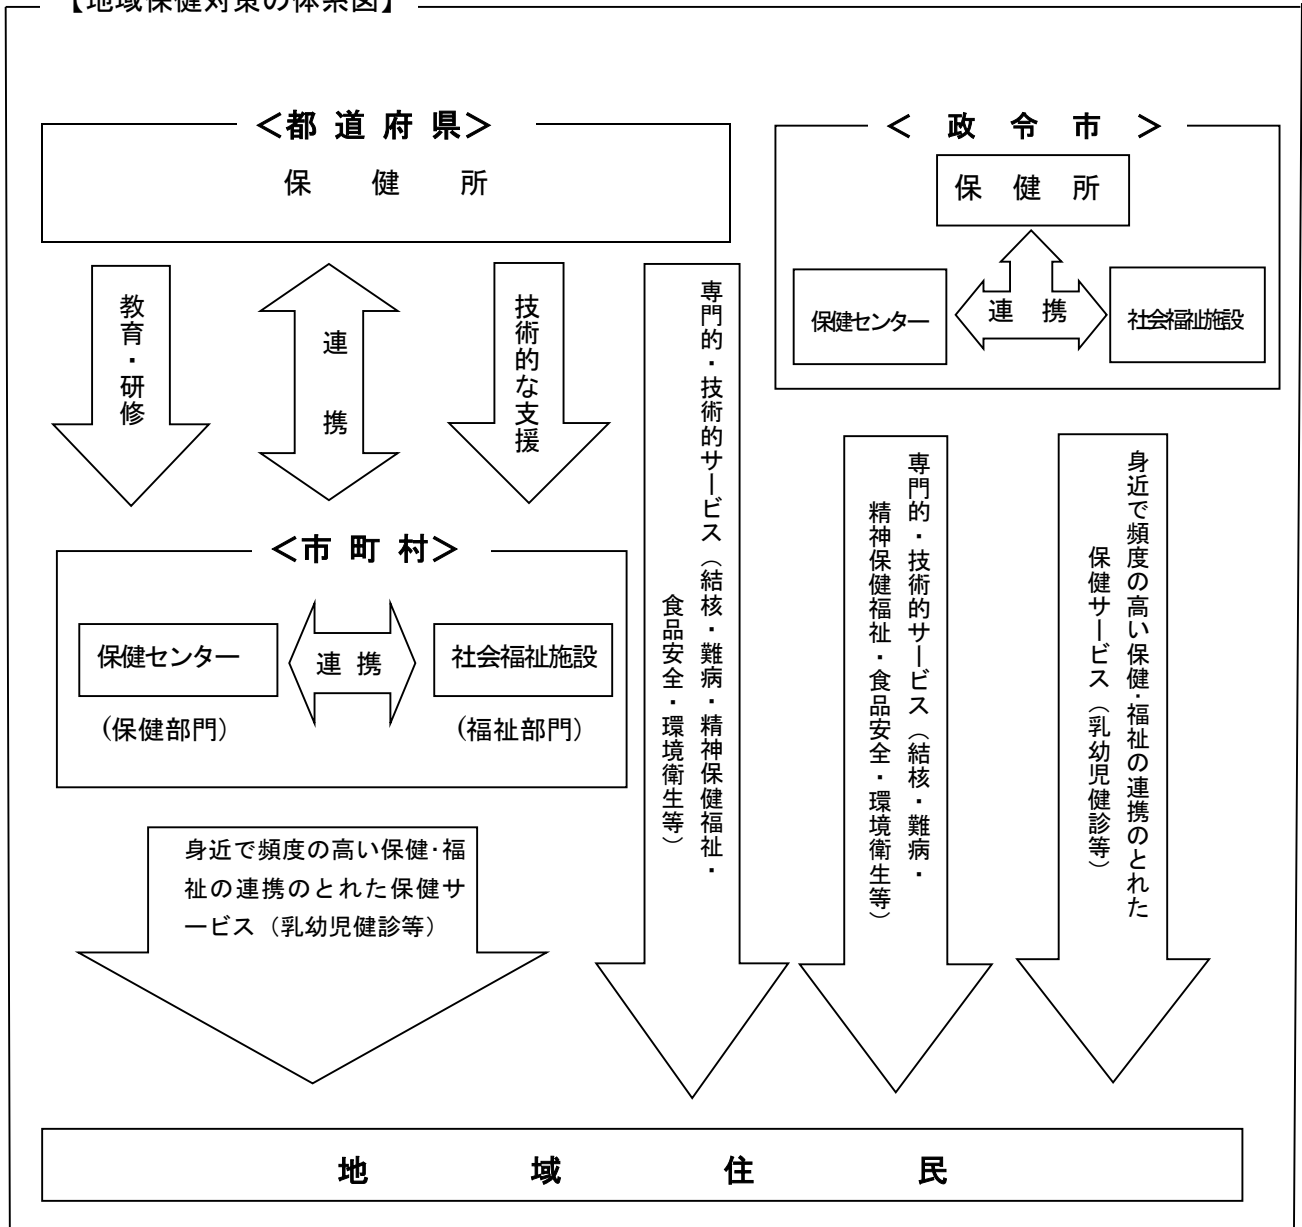 【地域保健対策の体系図】
＜都道府県＞
保健所
＜政令市＞
保健所
保健センター
連携
社会福祉施設
教育・研修
連携
技術的な支援
専門的・技術的サービス（結核・難病・精神保健福祉・
食品安全・環境衛生等）
＜市町村＞
保健センター
（保健部門）
連携
社会福祉施設
（福祉部門）
専門的・技術的サービス（結核・難病・
精神保健福祉・食品安全・環境衛生等）
身近で頻度の高い保健・福祉の連携のとれた
保健サービス（乳幼児健診等）
身近で頻度の高い保健・福
祉の連携のとれた保健サ
ービス（乳幼児健診等）
地域住民